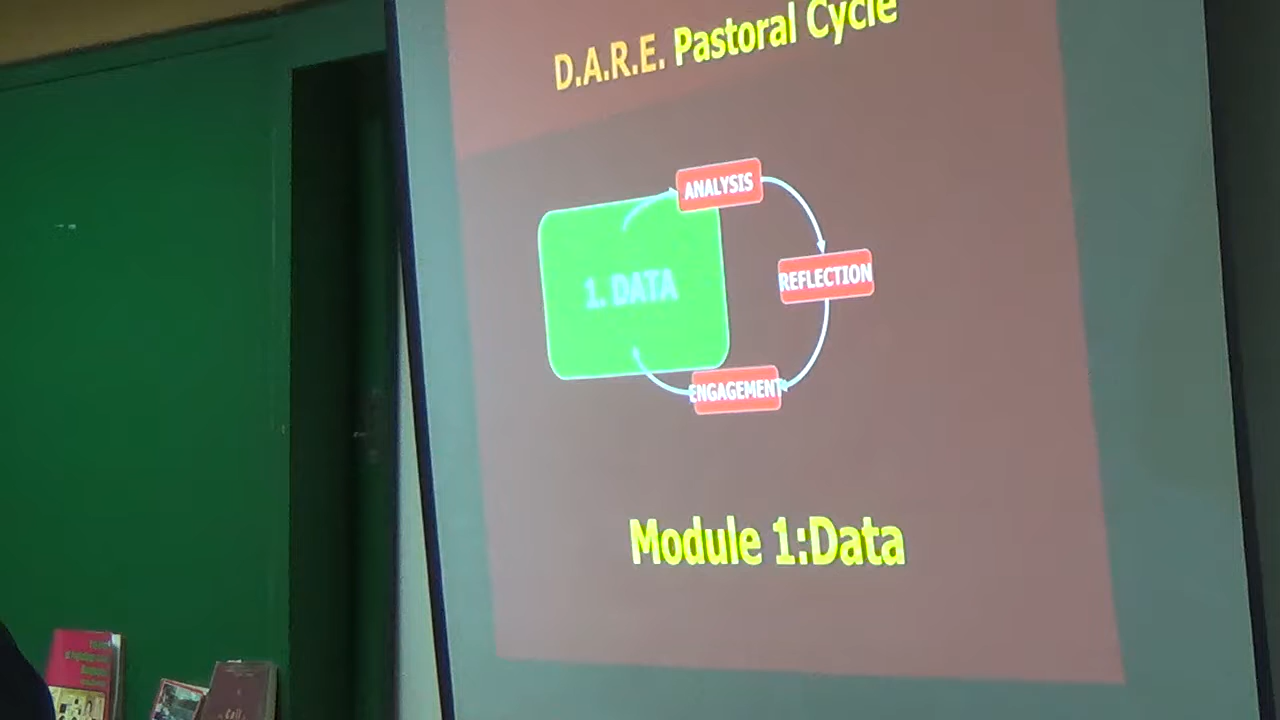 D.A.R.E. Pastoral Cycle
ANALYSIS
1. DATA
REFLECTION
ENGAGEMENT
Module 1:Data